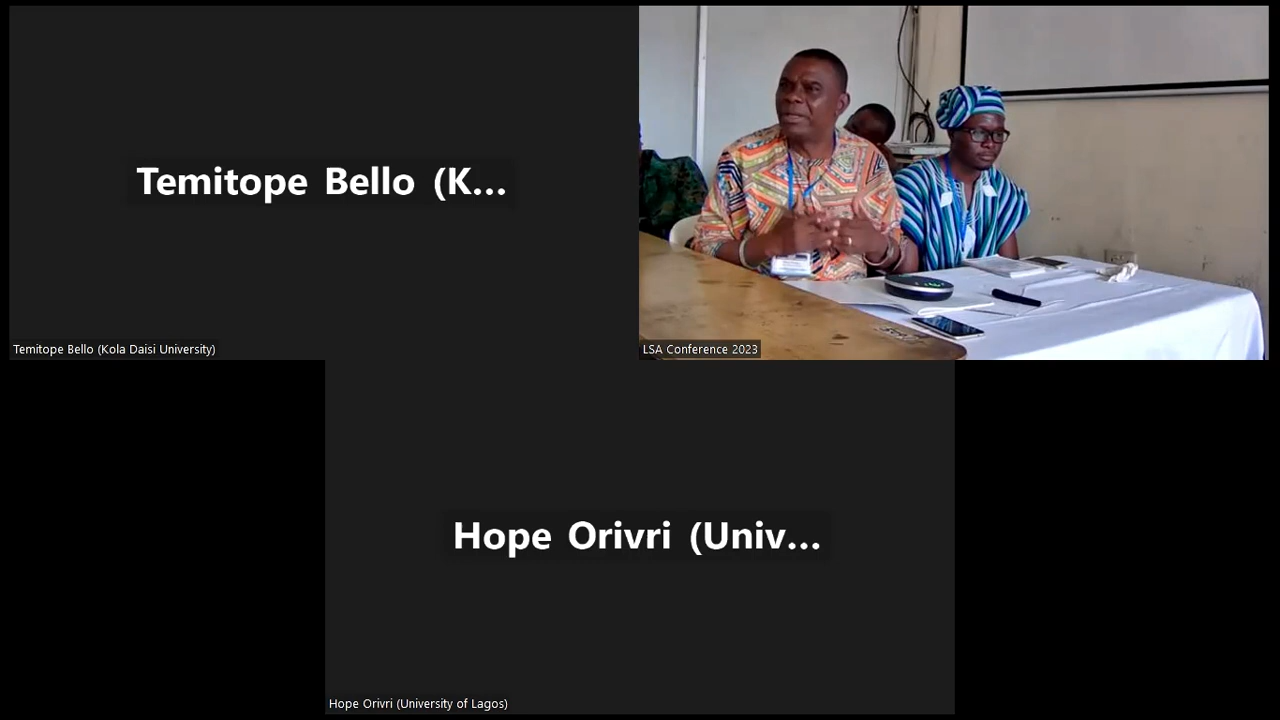 Temitope Bello (K...
Temitope Bello (Kola Daisi University)
LSA Conference 2023
Hope Orivri (Univ...
Hope Orivri (University of Lagos)